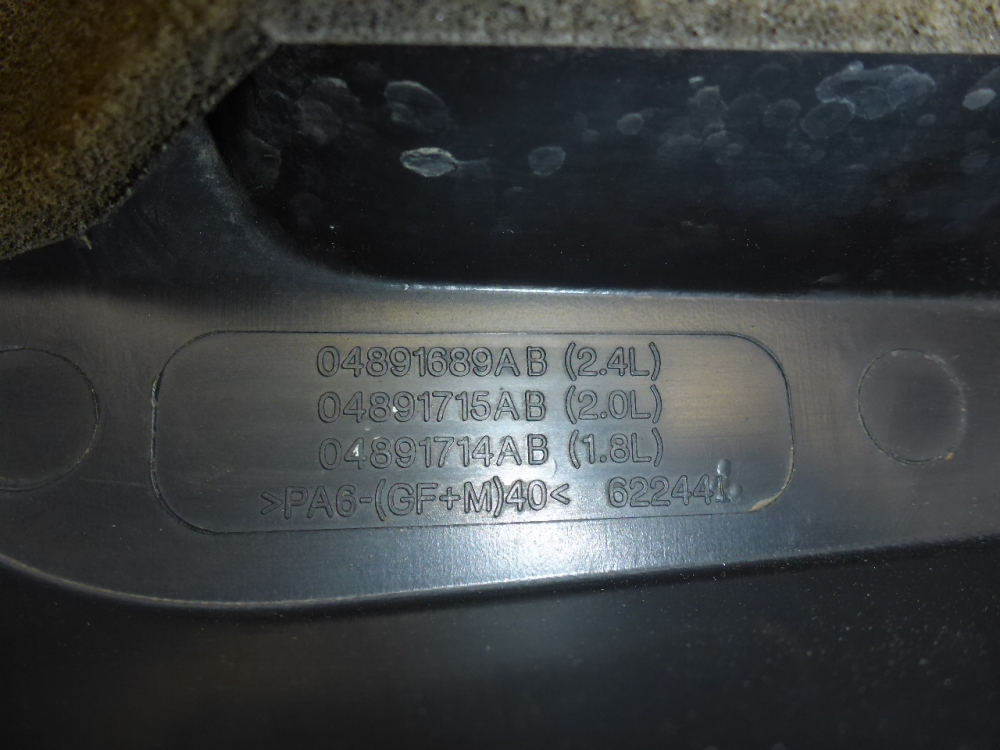 04891689AB (2.4L)
04891715AB (2.0L)
04891714AB (1.8L)
>PA6-(GF+M)40< 622441